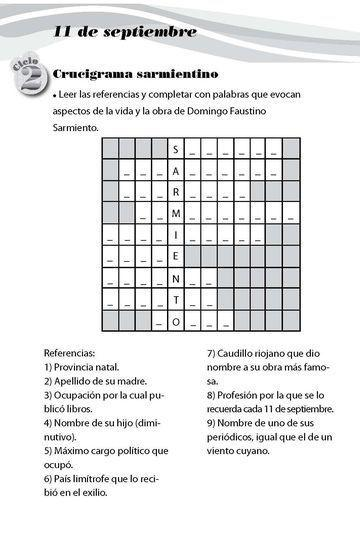 11 de septiembre
Ciclo
2
Crucigrama sarmientino
• Leer las referencias y completar con palabras que evocan
aspectos de la vida y la obra de Domingo Faustino
Sarmiento.
S _ _ _ _ _ _
_ _ _ A _ _ _ _ _ _
_ _ _ R _ _ _ _
_ _ M _ _ _ _ _ _ _
_ _ _ _ I _ _ _ _ _
_ _ _ _ E
_ _ _ _ N _ _
_ _ _ _ T _ _
_ O _ _ _
Referencias:
1) Provincia natal.
2) Apellido de su madre.
3) Ocupación por la cual pu-
blicó libros.
4) Nombre de su hijo (dimi-
nutivo).
5) Máximo cargo político que
ocupó.
6) País limítrofe que lo reci-
bió en el exilio.
7) Caudillo riojano que dio
nombre a su obra más famo-
sa.
8) Profesión por la que se lo
recuerda cada 11 de septiembre.
9) Nombre de uno de sus
periódicos, igual que el de un
viento cuyano.